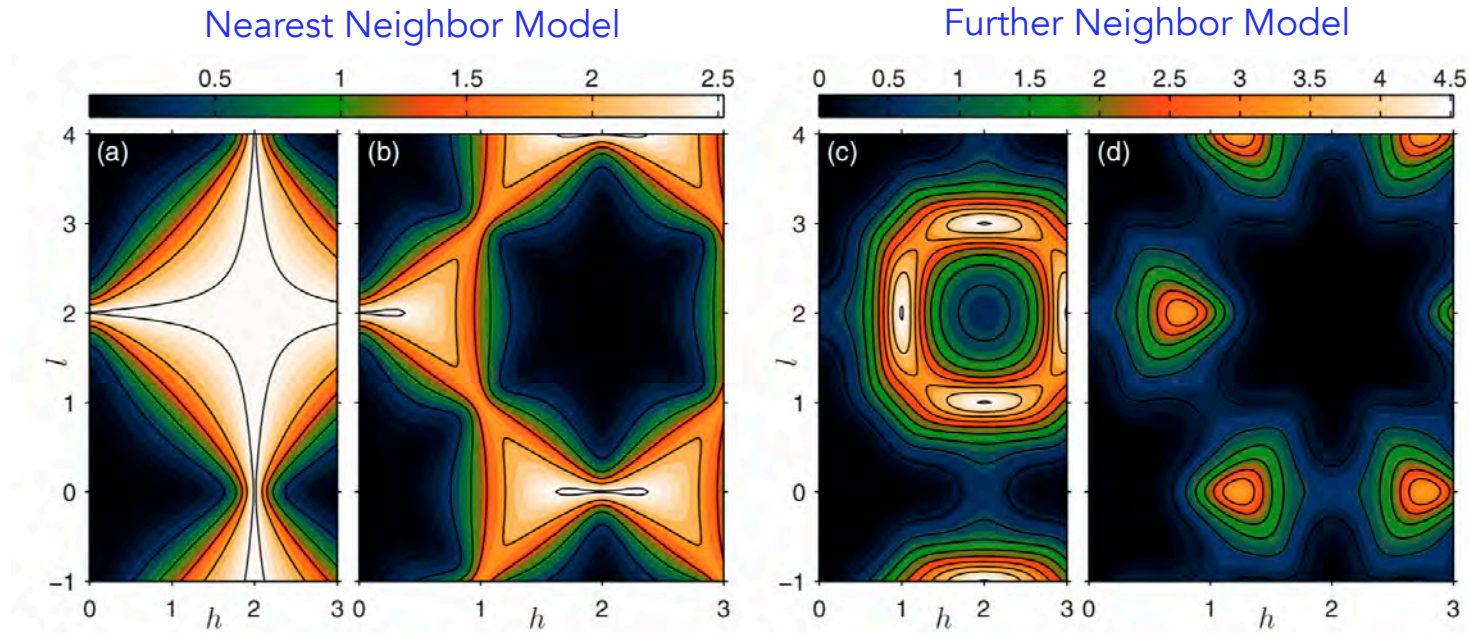 Nearest Neighbor Model Further Neighbor Model
0.5 1 1.5 2 2.5 0 0.5 1 1.5 2 2.5 3 3.5 4 4.5
4 (a) (b) (c) (d)
3
2
l l
1
0
−1
0 1 h 2 3 1 h 2 3 0 1 h 2 3 1 h 2 3